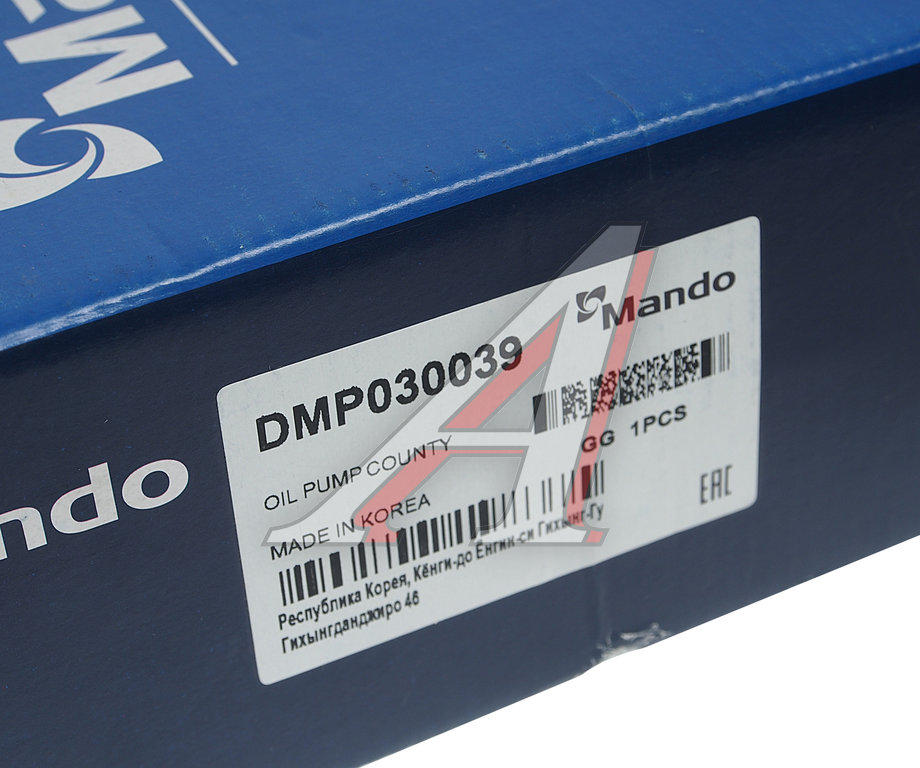 M
ndo
Mando
DMP030039
OIL PUMP COUNTY
GG 1PCS
MADE IN KOREA
EAC
Республика Корея, Кёнги-до Ёнгин-си Гихынг-Гу
Гихынгданджиро 46